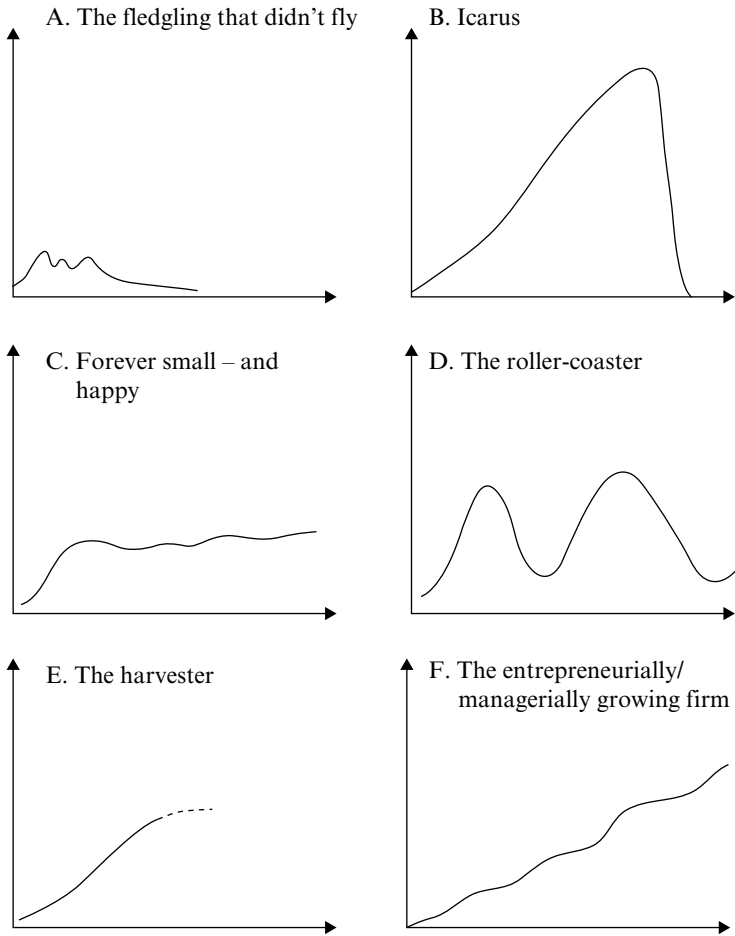 A. The fledgling that didn't fly
B. Icarus
C. Forever small – and
happy
D. The roller-coaster
E. The harvester
F. The entrepreneurially/
managerially growing firm